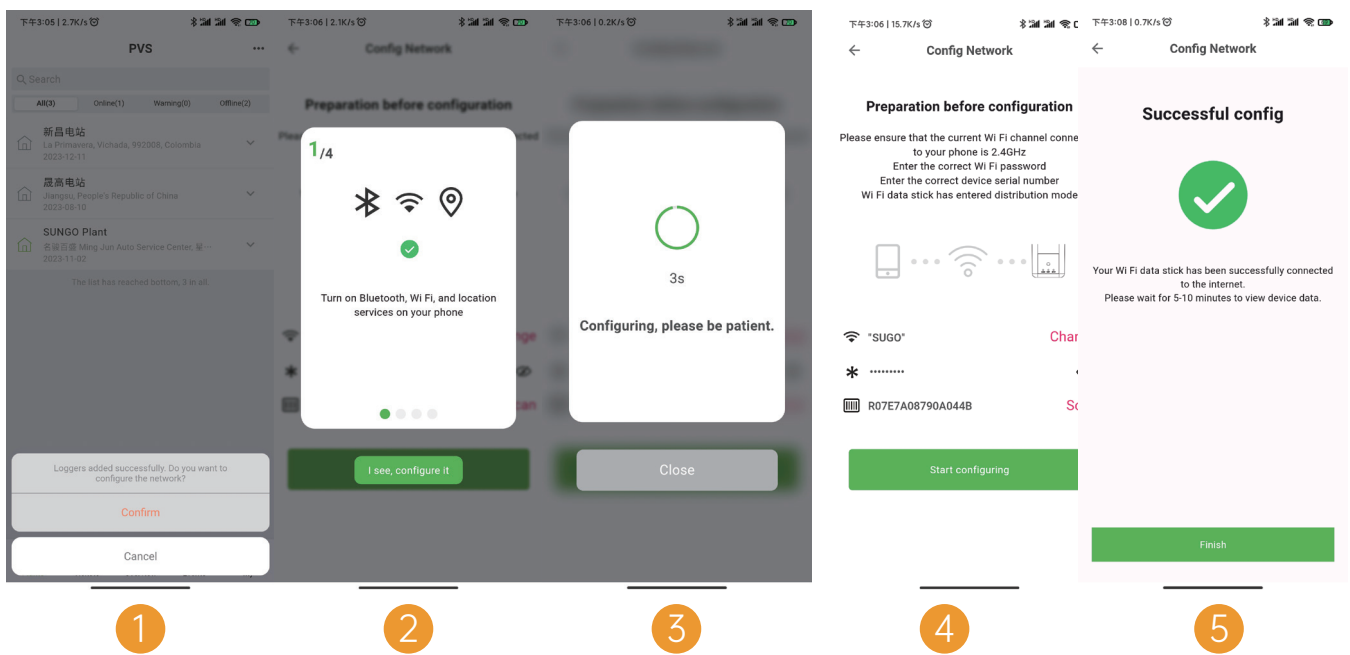 下午3:05 | 2.7K/s
PVS
Search
All(3) Online(1) Warning(0) Offline(2)
新昌电站
La Primavera, Vichada, 992008, Colombia
2023-12-11
晟高电站
Jiangsu, People's Republic of China
2023-08-10
SUNGO Plant
Ming Jun Auto Service Center,
2023-11-02
The list has reached bottom, 3 in all.
Loggers added successfully. Do you want to
configure the network?
Confirm
Cancel
1
下午3:06 | 2.1K/s
Config Network
Preparation before configuration
1/4
Turn on Bluetooth, Wi Fi, and location
services on your phone
I see, configure it
2
下午3:06 | 0.2K/s
3s
Configuring, please be patient.
Close
3
下午3:06 | 15.7K/s
Config Network
Preparation before configuration
Please ensure that the current Wi Fi channel conne
to your phone is 2.4GHz
Enter the correct Wi Fi password
Enter the correct device serial number
Wi Fi data stick has entered distribution mode
"SUGO" Char
•••••••••
R07E7A08790A044B Sc
Start configuring
4
下午3:08 | 0.7K/s
Config Network
Successful config
Your Wi Fi data stick has been successfully connected
to the internet.
Please wait for 5-10 minutes to view device data.
Finish
5